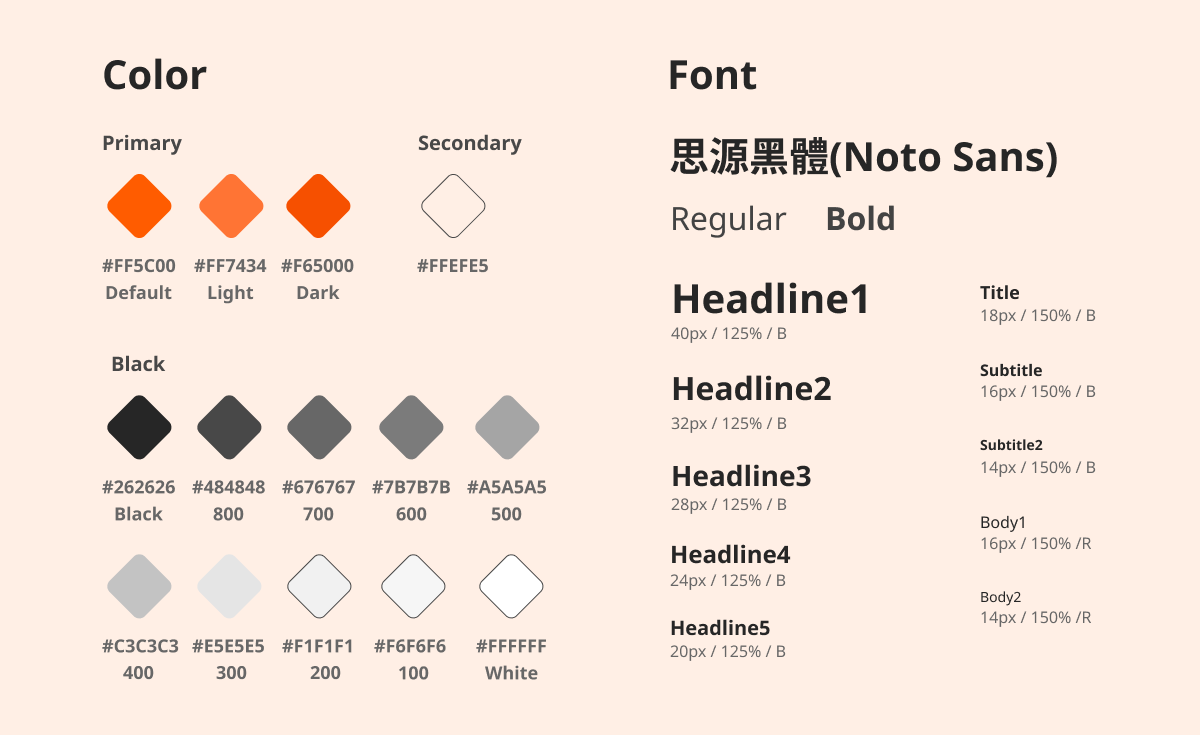 Color
Primary
Secondary
#FF5C00 #FF7434 #F65000 #FFEFE5
Default Light Dark
Black
#262626 #484848 #676767 #7B7B7B #A5A5A5
Black 800 700 600 500
#C3C3C3 #E5E5E5 #F1F1F1 #F6F6F6 #FFFFFF
400 300 200 100 White
Font
思源黑體(Noto Sans)
Regular Bold
Headline1
40px / 125% / B
Headline2
32px / 125% / B
Headline3
28px / 125% / B
Headline4
24px / 125% / B
Headline5
20px / 125% / B
Title
18px / 150% / B
Subtitle
16px / 150% / B
Subtitle2
14px / 150% / B
Body1
16px / 150% /R
Body2
14px / 150% /R